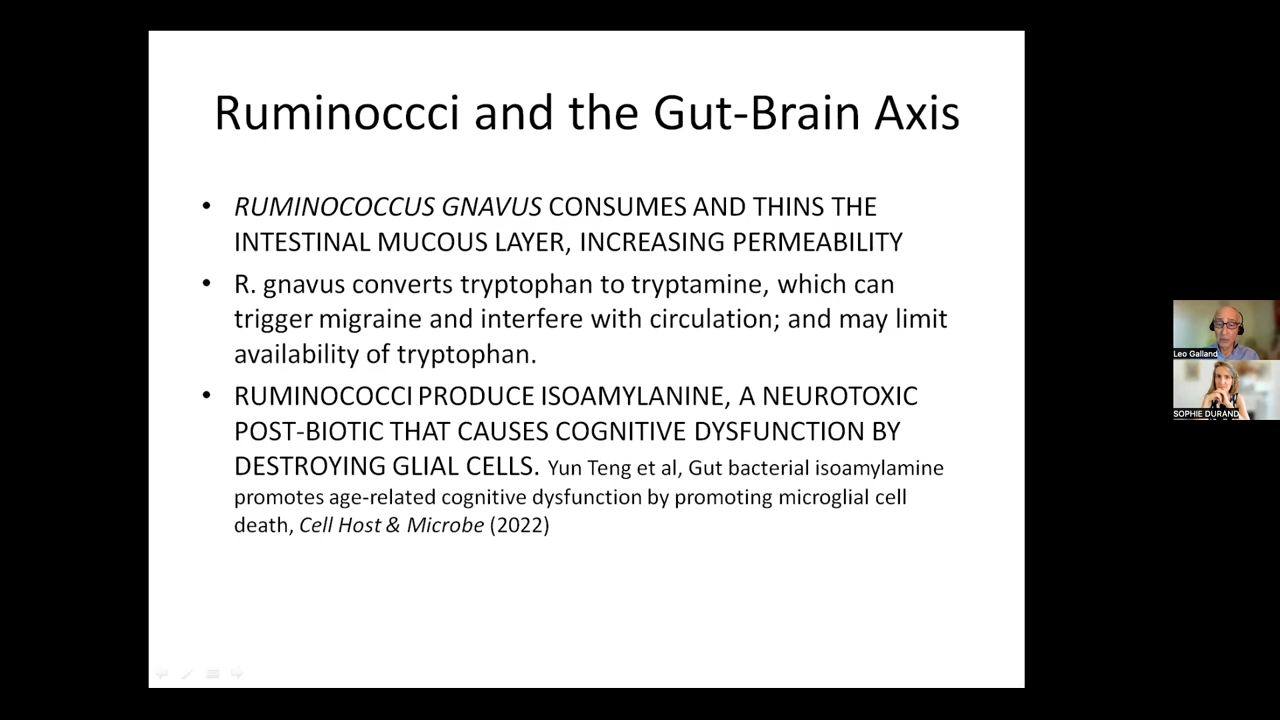 Ruminoccci and the Gut-Brain Axis
• RUMINOCOCCUS GNAVUS CONSUMES AND THINS THE
INTESTINAL MUCOUS LAYER, INCREASING PERMEABILITY
• R. gnavus converts tryptophan to tryptamine, which can
trigger migraine and interfere with circulation; and may limit
availability of tryptophan.
• RUMINOCOCCI PRODUCE ISOAMYLANINE, A NEUROTOXIC
POST-BIOTIC THAT CAUSES COGNITIVE DYSFUNCTION BY
DESTROYING GLIAL CELLS. Yun Teng et al, Gut bacterial isoamylamine
promotes age-related cognitive dysfunction by promoting microglial cell
death, Cell Host & Microbe (2022)
Leo Galland
SOPHIE DURAND